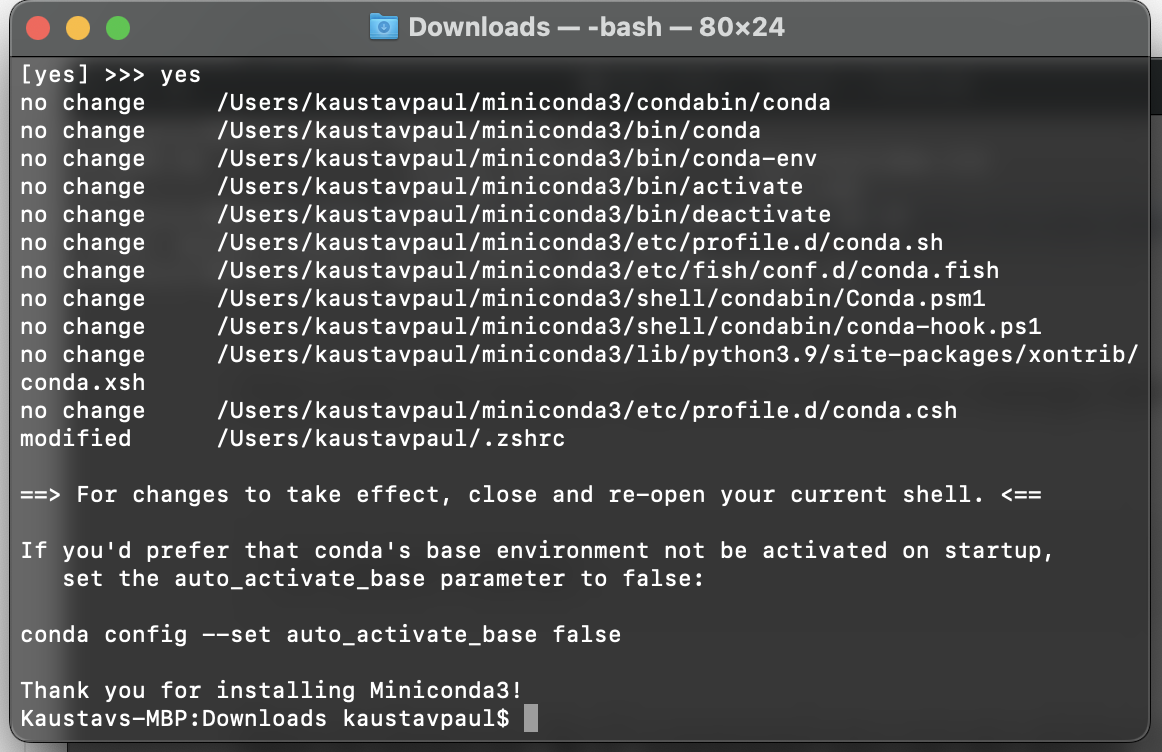 Downloads — -bash — 80×24
[yes] >>> yes
no change     /Users/kaustavpaul/miniconda3/condabin/conda
no change     /Users/kaustavpaul/miniconda3/bin/conda
no change     /Users/kaustavpaul/miniconda3/bin/conda-env
no change     /Users/kaustavpaul/miniconda3/bin/activate
no change     /Users/kaustavpaul/miniconda3/bin/deactivate
no change     /Users/kaustavpaul/miniconda3/etc/profile.d/conda.sh
no change     /Users/kaustavpaul/miniconda3/etc/fish/conf.d/conda.fish
no change     /Users/kaustavpaul/miniconda3/shell/condabin/Conda.psm1
no change     /Users/kaustavpaul/miniconda3/shell/condabin/conda-hook.ps1
no change     /Users/kaustavpaul/miniconda3/lib/python3.9/site-packages/xontrib/
conda.xsh
no change     /Users/kaustavpaul/miniconda3/etc/profile.d/conda.csh
modified      /Users/kaustavpaul/.zshrc
==> For changes to take effect, close and re-open your current shell. <==
If you'd prefer that conda's base environment not be activated on startup,
   set the auto_activate_base parameter to false:
conda config --set auto_activate_base false
Thank you for installing Miniconda3!
Kaustavs-MBP:Downloads kaustavpaul$